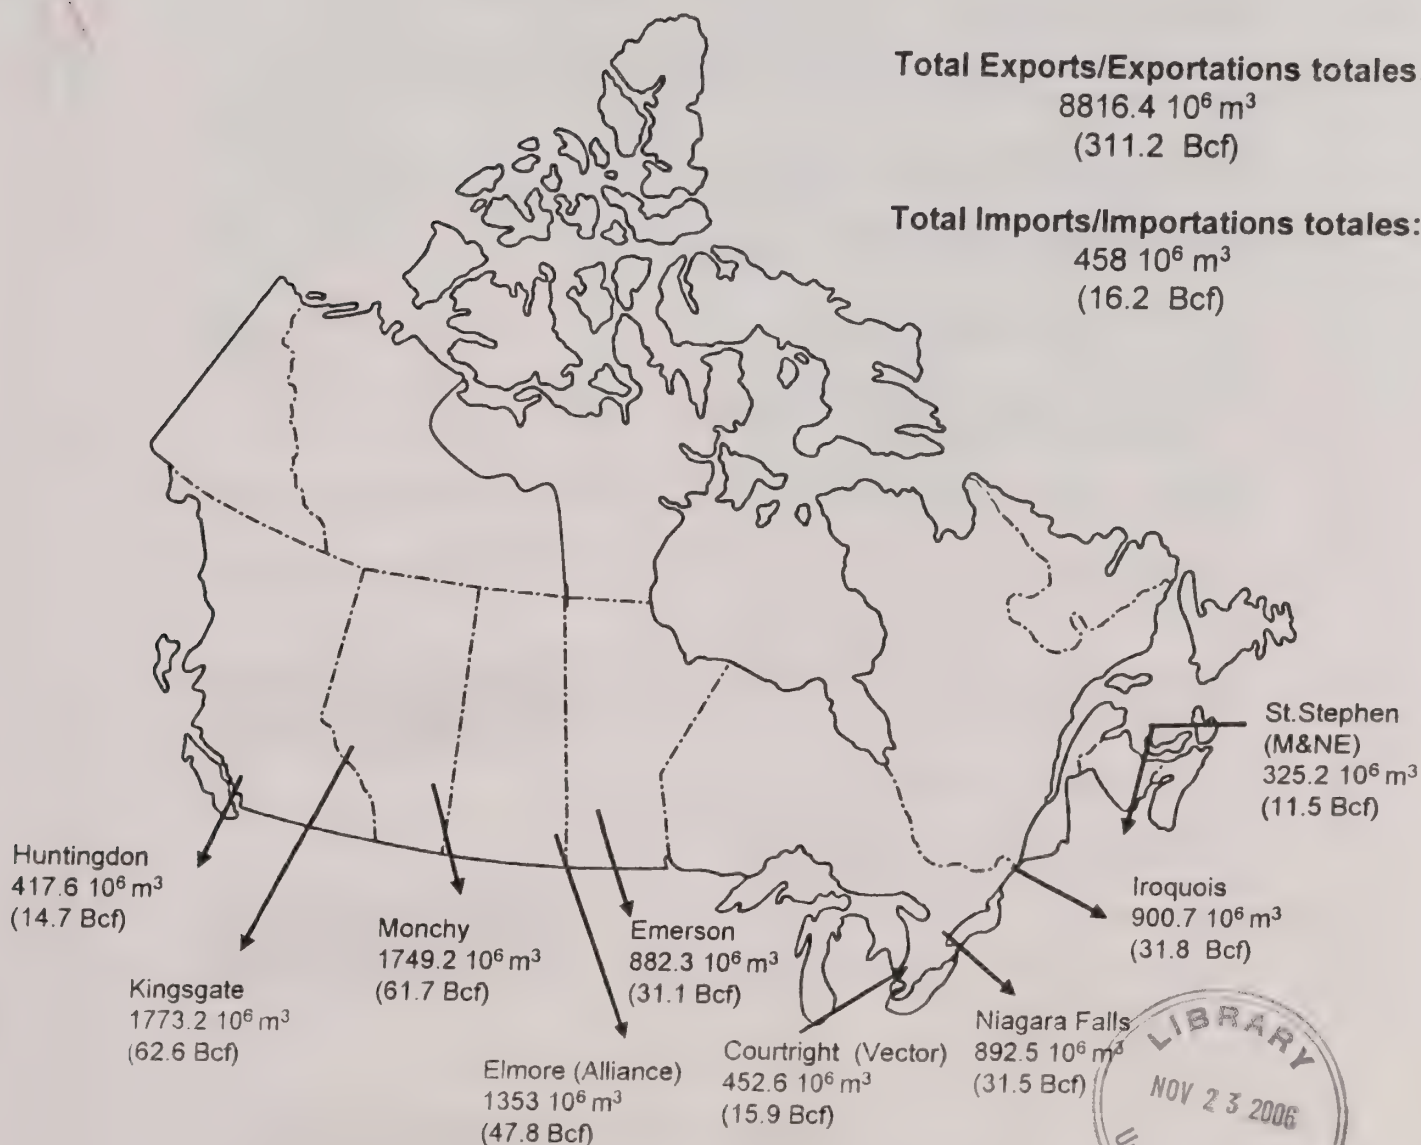 Total Exports/Exportations totales
8816.4 10⁶ m³
(311.2 Bcf)
Total Imports/Importations totales:
458 10⁶ m³
(16.2 Bcf)
St.Stephen
(M&NE)
325.2 10⁶ m³
(11.5 Bcf)
Huntingdon
417.6 10⁶ m³
(14.7 Bcf)
Kingsgate
1773.2 10⁶ m³
(62.6 Bcf)
Monchy
1749.2 10⁶ m³
(61.7 Bcf)
Elmore (Alliance)
1353 10⁶ m³
(47.8 Bcf)
Emerson
882.3 10⁶ m³
(31.1 Bcf)
Courtright (Vector)
452.6 10⁶ m³
(15.9 Bcf)
Niagara Falls
892.5 10⁶ m³
(31.5 Bcf)
Iroquois
900.7 10⁶ m³
(31.8 Bcf)
LIBRARY
NOV 23 2006